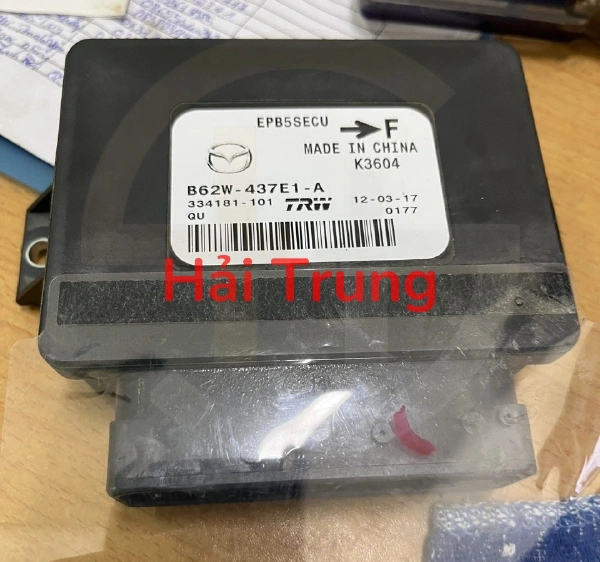 EPB5SECU
F
MADE IN CHINA
K3604
B62W-437E1-A
334181-101 TRW 12-03-17
QU 0177
Hải Trung